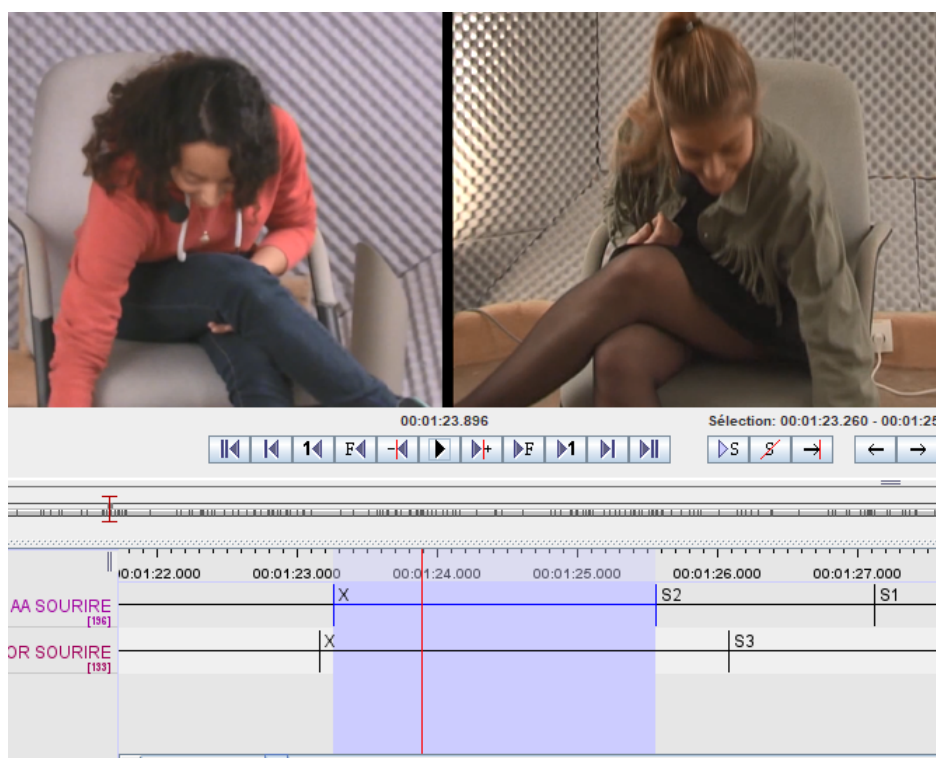 00:01:23.896 Sélection: 00:01:23.260 - 00:01:25
1 F - + F 1 S S
00:01:22.000 00:01:23.000 00:01:24.000 00:01:25.000 00:01:26.000 00:01:27.000
AA SOURIRE X S2 S1
[196]
OR SOURIRE X S3
[133]